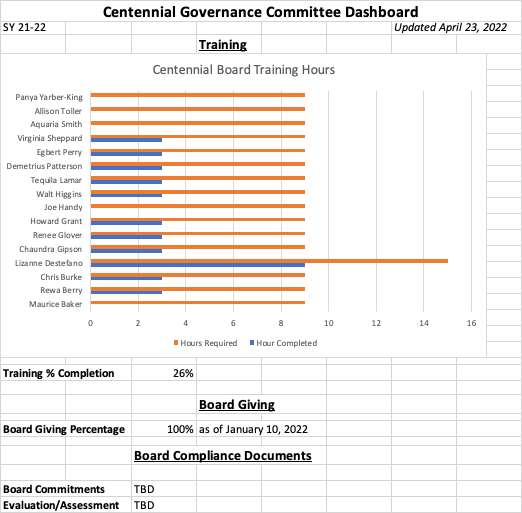 Centennial Governance Committee Dashboard
SY 21-22 Updated April 23, 2022
Training
Centennial Board Training Hours
Panya Yarber-King
Allison Toller
Aquaria Smith
Virginia Sheppard
Egbert Perry
Demetrius Patterson
Tequila Lamar
Walt Higgins
Joe Handy
Howard Grant
Renee Glover
Chaundra Gipson
Lizanne Destefano
Chris Burke
Rewa Berry
Maurice Baker
0 2 4 6 8 10 12 14 16
Hours Required Hour Completed
Training % Completion 26%
Board Giving
Board Giving Percentage 100% as of January 10, 2022
Board Compliance Documents
Board Commitments TBD
Evaluation/Assessment TBD